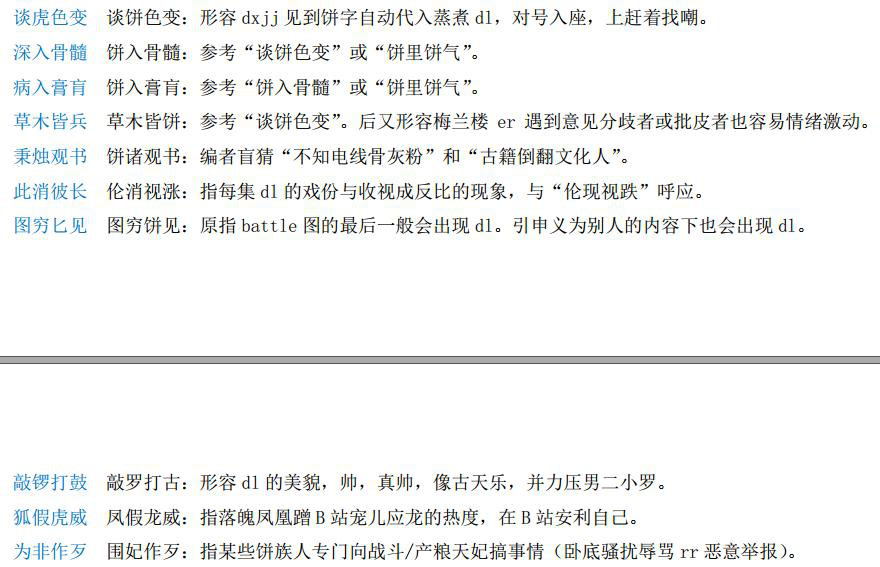 谈虎色变 谈饼色变：形容 dxjj 见到饼字自动代入蒸煮 dl，对号入座，上赶着找嘲。
深入骨髓 饼入骨髓：参考“谈饼色变”或“饼里饼气”。
病入膏肓 饼入膏肓：参考“饼入骨髓”或“饼里饼气”。
草木皆兵 草木皆饼：参考“谈饼色变”。后又形容梅兰楼 er 遇到意见分歧者或批皮者也容易情绪激动。
秉烛观书 饼诸观书：编者盲猜“不知电线骨灰粉”和“古籍倒翻文化人”。
此消彼长 伦消视涨：指每集 dl 的戏份与收视成反比的现象，与“伦现视跌”呼应。
图穷匕见 图穷饼见：原指 battle 图的最后一般会出现 dl。引申义为别人的内容下也会出现 dl。
敲锣打鼓 敲罗打古：形容 dl 的美貌，帅，真帅，像古天乐，并力压男二小罗。
狐假虎威 凤假龙威：指落魄凤凰蹭 B 站宠儿应龙的热度，在 B 站安利自己。
为非作歹 围妃作歹：指某些饼族人专门向战斗/产粮天妃搞事情（卧底骚扰辱骂 rr 恶意举报）。